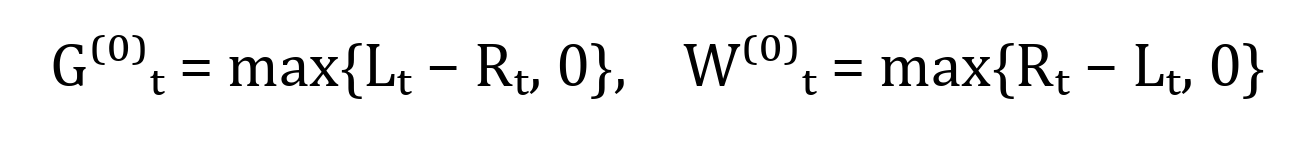 G⁽⁰⁾ₜ = max{Lₜ − Rₜ, 0},    W⁽⁰⁾ₜ = max{Rₜ − Lₜ, 0}